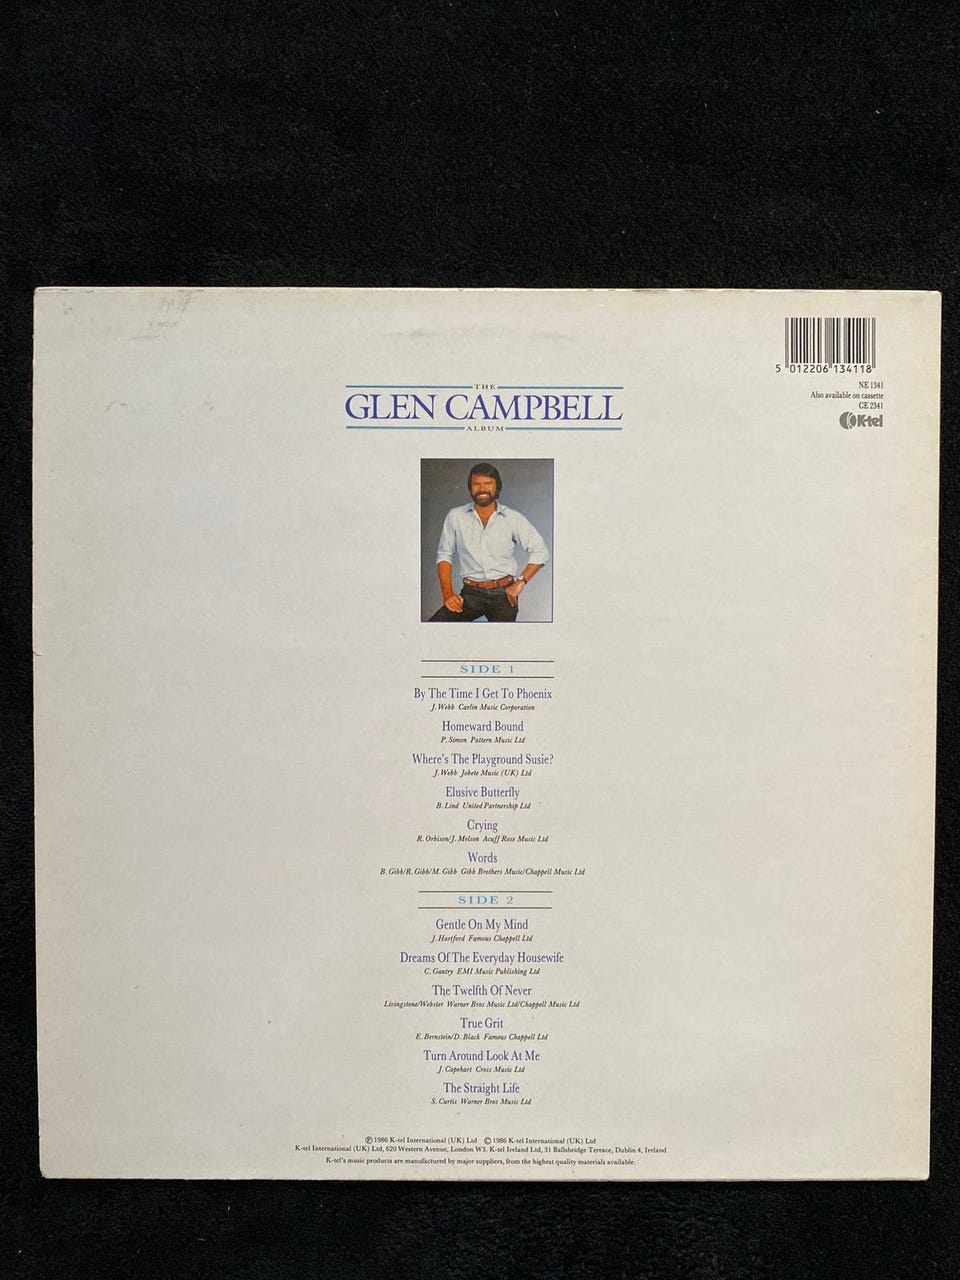 5 012206 134118
NE 1341
Also available on cassette
CE 2341
K-tel
THE
GLEN CAMPBELL
ALBUM
SIDE 1
By The Time I Get To Phoenix
J. Webb Carlin Music Corporation
Homeward Bound
P. Simon Pattern Music Ltd
Where's The Playground Susie?
J. Webb Jobete Music (UK) Ltd
Elusive Butterfly
B. Lind United Partnership Ltd
Crying
R. Orbison/J. Melson Acuff Rose Music Ltd
Words
B. Gibb/R. Gibb/M. Gibb Gibb Brothers Music/Chappell Music Ltd
SIDE 2
Gentle On My Mind
J. Hartford Famous Chappell Ltd
Dreams Of The Everyday Housewife
C. Gantry EMI Music Publishing Ltd
The Twelfth Of Never
Livingstone/Webster Warner Bros Music Ltd/Chappell Music Ltd
True Grit
E. Bernstein/D. Black Famous Chappell Ltd
Turn Around Look At Me
J. Capehart Cross Music Ltd
The Straight Life
S. Curtis Warner Bros Music Ltd
℗ 1986 K-tel International (UK) Ltd © 1986 K-tel International (UK) Ltd
K-tel International (UK) Ltd, 620 Western Avenue, London W3. K-tel Ireland Ltd, 31 Ballsbridge Terrace, Dublin 4, Ireland
K-tel's music products are manufactured by major suppliers, from the highest quality materials available.